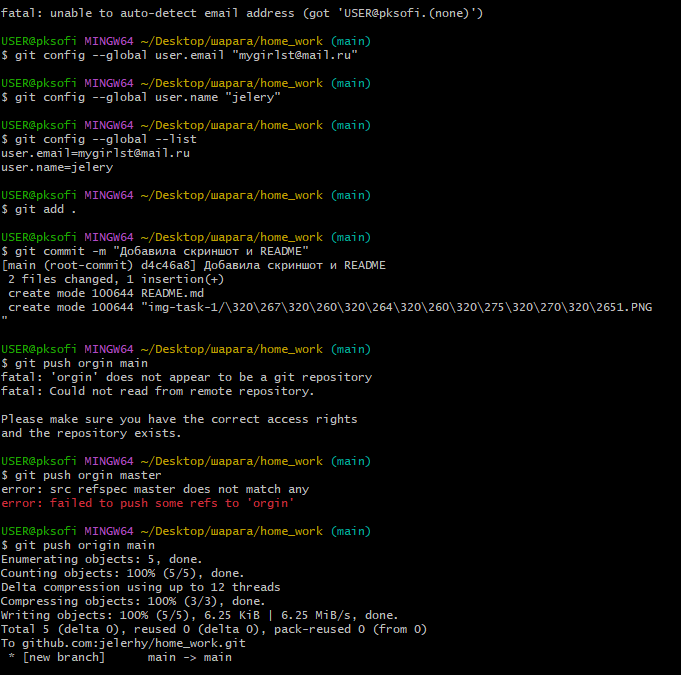 fatal: unable to auto-detect email address (got 'USER@pksofi.(none)')
USER@pksofi MINGW64 ~/Desktop/шарага/home_work (main)
$ git config --global user.email "mygirlst@mail.ru"
USER@pksofi MINGW64 ~/Desktop/шарага/home_work (main)
$ git config --global user.name "jelery"
USER@pksofi MINGW64 ~/Desktop/шарага/home_work (main)
$ git config --global --list
user.email=mygirlst@mail.ru
user.name=jelery
USER@pksofi MINGW64 ~/Desktop/шарага/home_work (main)
$ git add .
USER@pksofi MINGW64 ~/Desktop/шарага/home_work (main)
$ git commit -m "Добавила скриншот и README"
[main (root-commit) d4c46a8] Добавила скриншот и README
 2 files changed, 1 insertion(+)
 create mode 100644 README.md
 create mode 100644 "img-task-1/\320\267\320\260\320\264\320\260\320\275\320\270\320\2651.PNG
"
USER@pksofi MINGW64 ~/Desktop/шарага/home_work (main)
$ git push orgin main
fatal: 'orgin' does not appear to be a git repository
fatal: Could not read from remote repository.
Please make sure you have the correct access rights
and the repository exists.
USER@pksofi MINGW64 ~/Desktop/шарага/home_work (main)
$ git push orgin master
error: src refspec master does not match any
error: failed to push some refs to 'orgin'
USER@pksofi MINGW64 ~/Desktop/шарага/home_work (main)
$ git push origin main
Enumerating objects: 5, done.
Counting objects: 100% (5/5), done.
Delta compression using up to 12 threads
Compressing objects: 100% (3/3), done.
Writing objects: 100% (5/5), 6.25 KiB | 6.25 MiB/s, done.
Total 5 (delta 0), reused 0 (delta 0), pack-reused 0 (from 0)
To github.com:jelerhy/home_work.git
 * [new branch]      main -> main